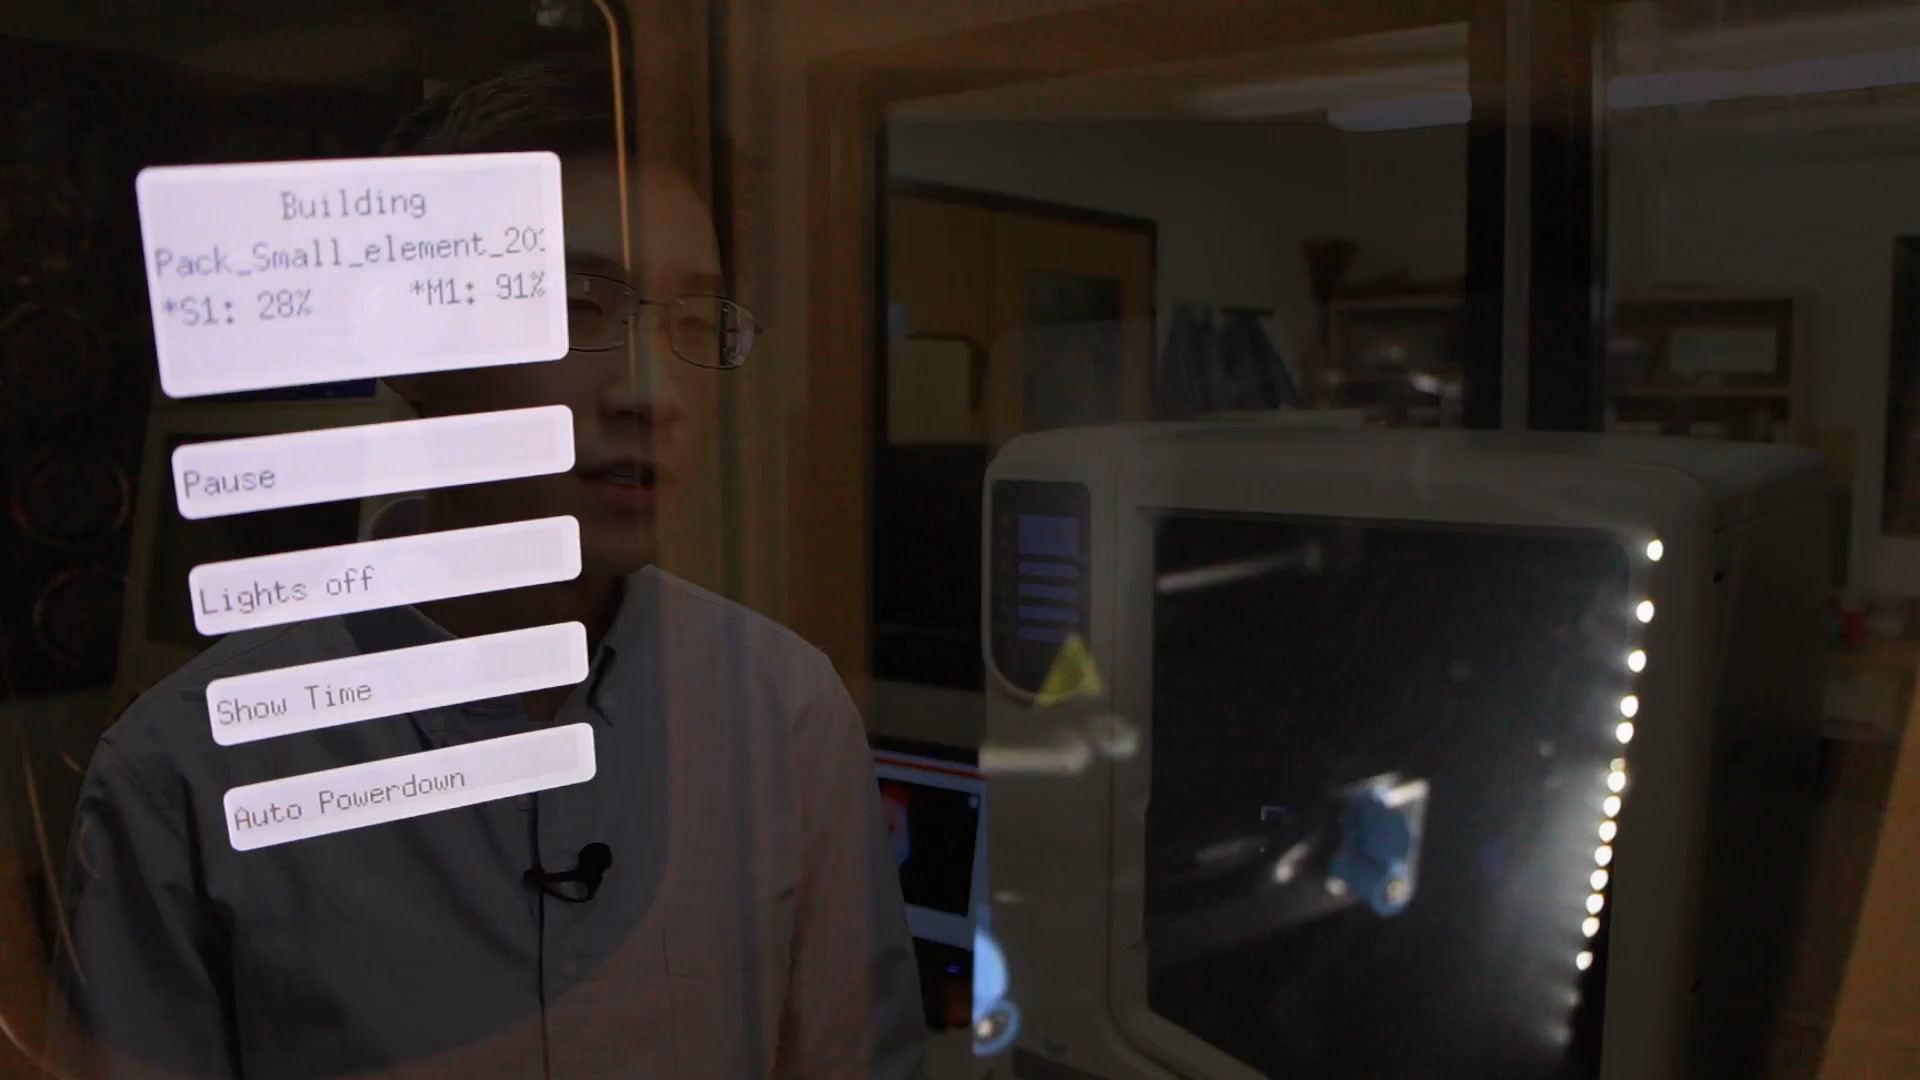 Building
Pack_Small_element_20
*S1: 28% *M1: 91%
Pause
Lights off
Show Time
Auto Powerdown